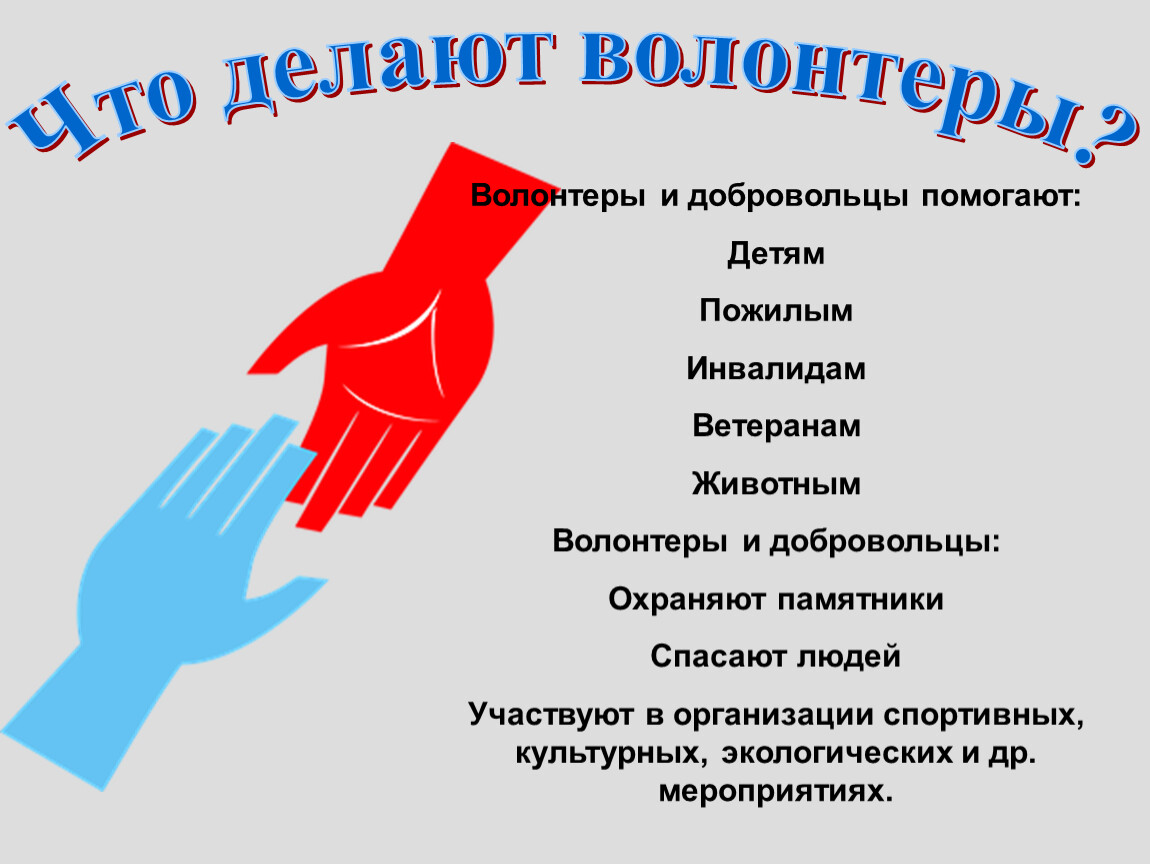 Что делают волонтеры?
Волонтеры и добровольцы помогают:
Детям
Пожилым
Инвалидам
Ветеранам
Животным
Волонтеры и добровольцы:
Охраняют памятники
Спасают людей
Участвуют в организации спортивных,
культурных, экологических и др.
мероприятиях.